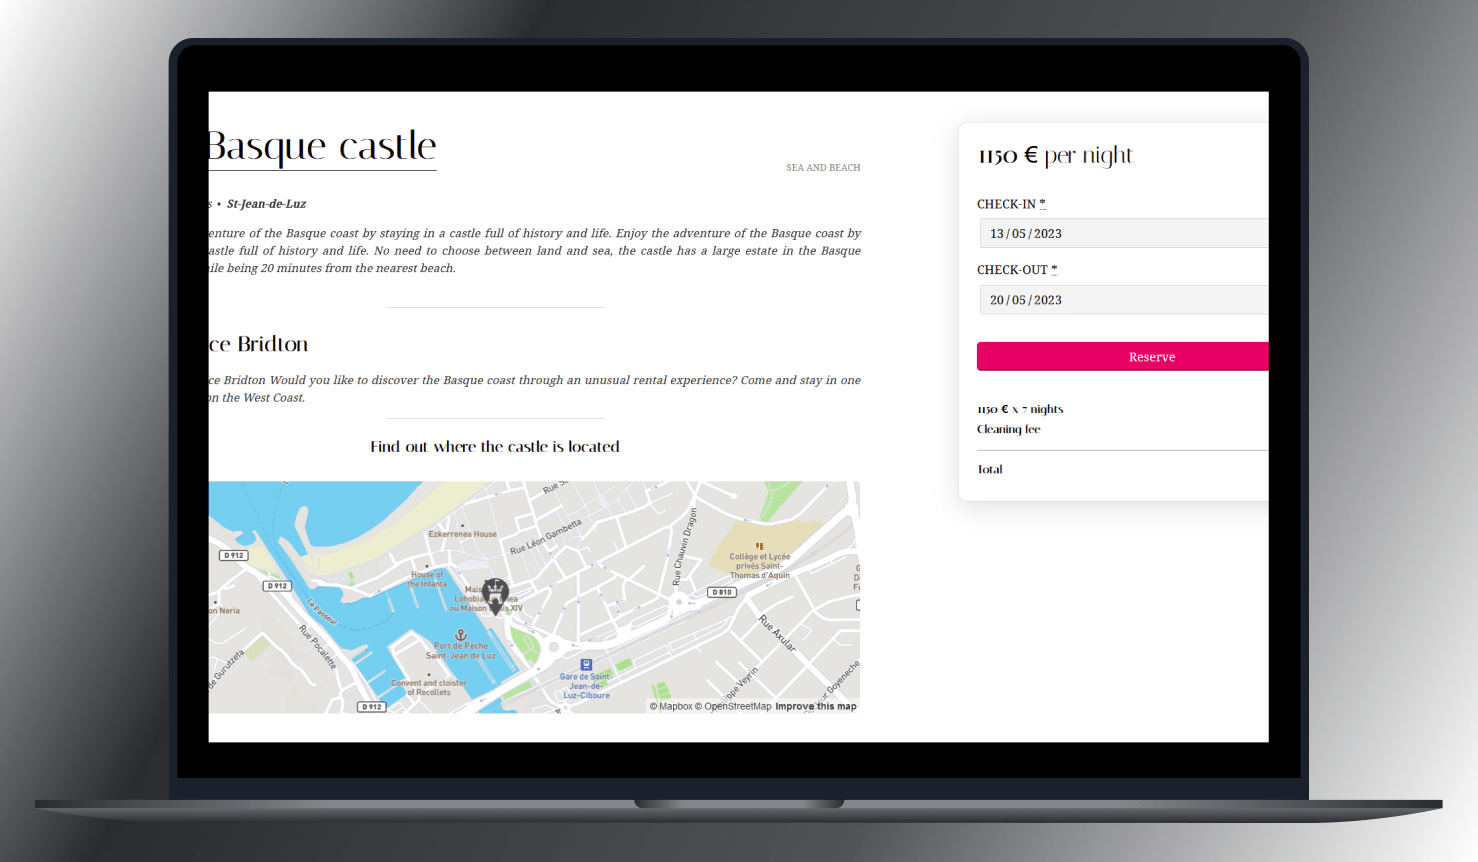 Basque castle
SEA AND BEACH
s • St-Jean-de-Luz
enture of the Basque coast by staying in a castle full of history and life. Enjoy the adventure of the Basque coast by
astle full of history and life. No need to choose between land and sea, the castle has a large estate in the Basque
ile being 20 minutes from the nearest beach.
ce Bridton
ce Bridton Would you like to discover the Basque coast through an unusual rental experience? Come and stay in one
on the West Coast.
Find out where the castle is located
1150 € per night
CHECK-IN *
13/05/2023
CHECK-OUT *
20/05/2023
Reserve
1150 € x 7 nights
Cleaning fee
Total
Ezkerrenea House
Rue Léon Gambetta
Rue Chauvin Dragon
Collège et Lycée
privés Saint-
Thomas d'Aquin
D 912
D 912
House of
the Infanta
ou Maison Louis XIV
D 810
on Neria
Le Passeur
Rue Pocalette
de Gurutzeta
Port de Pêche
Saint-Jean de Luz
Rue Axular
Convent and cloister
of Recollets
Gare de Saint-
Jean-de-
Luz-Ciboure
D 912
ppe Veyrin
Goyeneche
© Mapbox © OpenStreetMap Improve this map